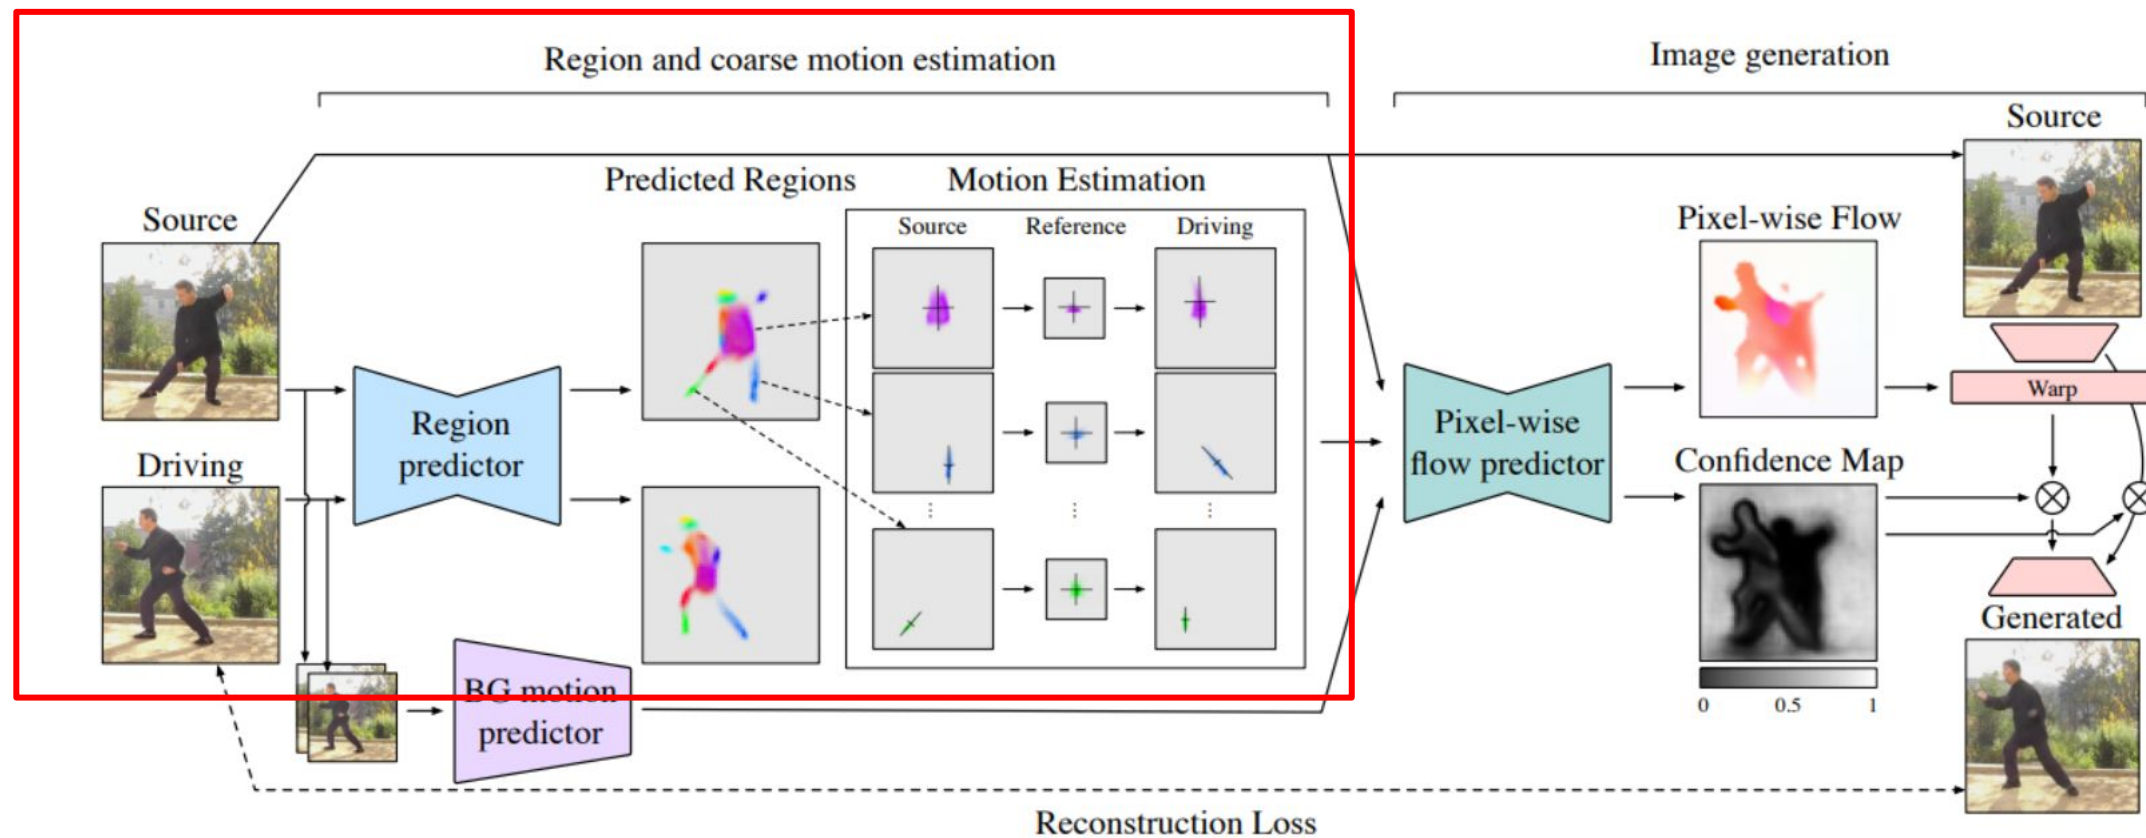 Region and coarse motion estimation
Image generation
Source
Predicted Regions
Motion Estimation
Source
Source
Reference
Driving
Pixel-wise Flow
Region
predictor
Warp
Pixel-wise
flow predictor
Driving
Confidence Map
⋮ ⋮ ⋮
Generated
BG motion
predictor
0 0.5 1
Reconstruction Loss